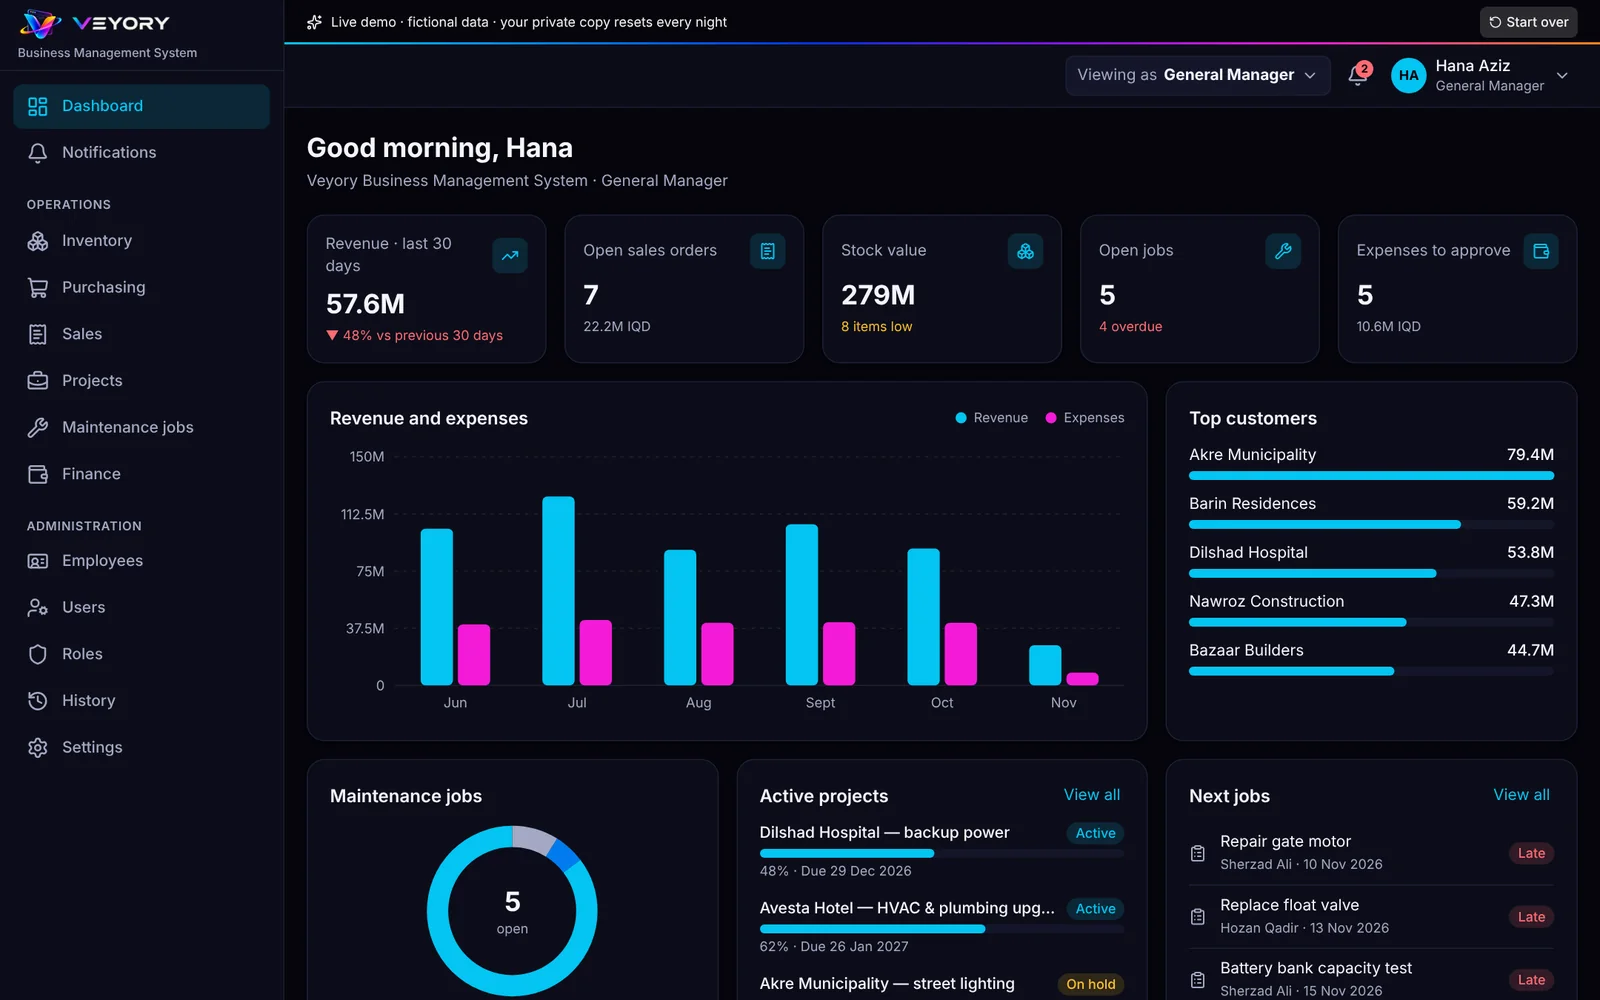 VEYORY
Business Management System
Live demo · fictional data · your private copy resets every night
Start over
Viewing as General Manager
2
HA
Hana Aziz
General Manager
Dashboard
Notifications
OPERATIONS
Inventory
Purchasing
Sales
Projects
Maintenance jobs
Finance
ADMINISTRATION
Employees
Users
Roles
History
Settings
Good morning, Hana
Veyory Business Management System · General Manager
Revenue · last 30
days
57.6M
▼ 48% vs previous 30 days
Open sales orders
7
22.2M IQD
Stock value
279M
8 items low
Open jobs
5
4 overdue
Expenses to approve
5
10.6M IQD
Revenue and expenses
Revenue
Expenses
150M
112.5M
75M
37.5M
0
Jun
Jul
Aug
Sept
Oct
Nov
Top customers
Akre Municipality 79.4M
Barin Residences 59.2M
Dilshad Hospital 53.8M
Nawroz Construction 47.3M
Bazaar Builders 44.7M
Maintenance jobs
5
open
Active projects
View all
Dilshad Hospital — backup power Active
48% · Due 29 Dec 2026
Avesta Hotel — HVAC & plumbing upg... Active
62% · Due 26 Jan 2027
Akre Municipality — street lighting On hold
Next jobs
View all
Repair gate motor
Sherzad Ali · 10 Nov 2026
Late
Replace float valve
Hozan Qadir · 13 Nov 2026
Late
Battery bank capacity test
Sherzad Ali · 15 Nov 2026
Late